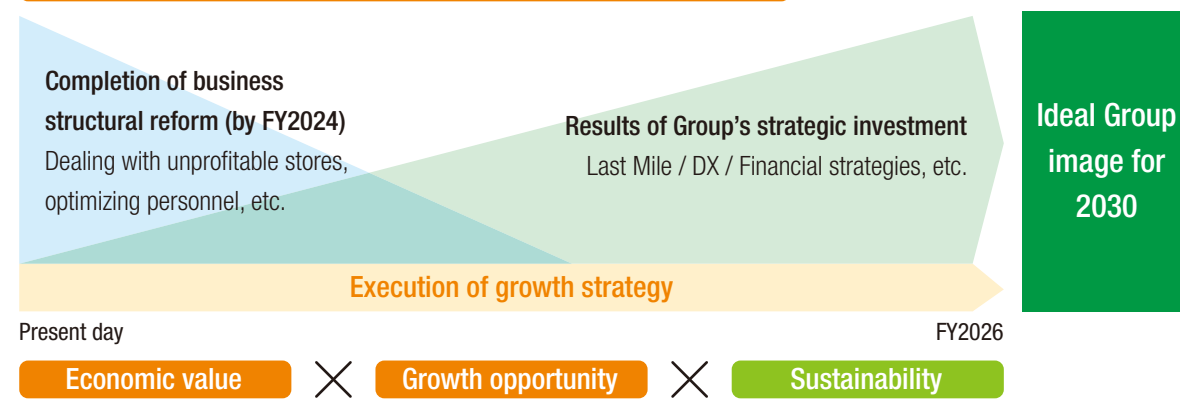 Completion of business
structural reform (by FY2024)
Dealing with unprofitable stores,
optimizing personnel, etc.
Results of Group's strategic investment
Last Mile / DX / Financial strategies, etc.
Ideal Group
image for
2030
Execution of growth strategy
Present day
FY2026
Economic value
Growth opportunity
Sustainability